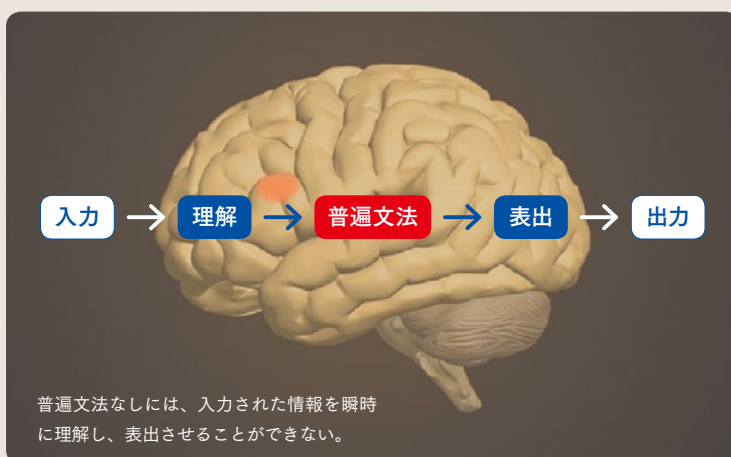 入力 → 理解 → 普遍文法 → 表出 → 出力
普遍文法なしには、入力された情報を瞬時
に理解し、表出させることができない。